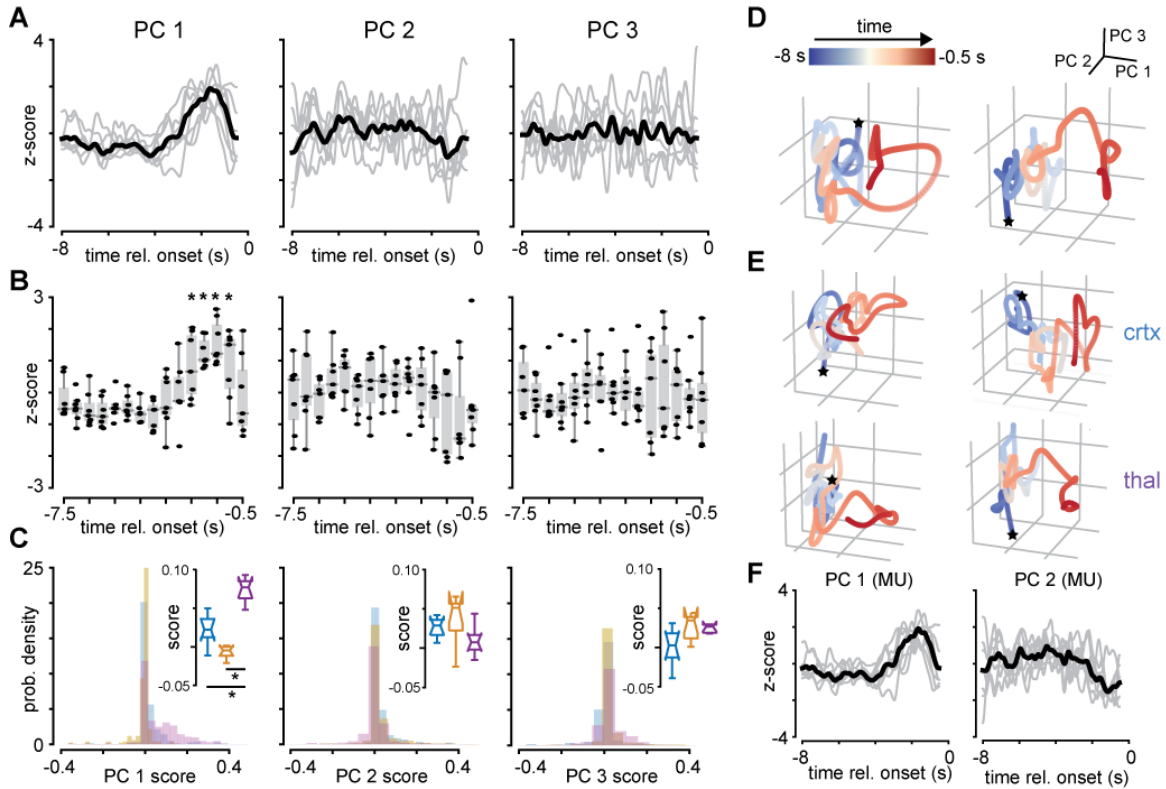 A
PC 1
PC 2
PC 3
4
z-score
-4
-8
0
-8
0
-8
0
time rel. onset (s)
time rel. onset (s)
time rel. onset (s)
B
3
* * * *
z-score
-3
-7.5
-0.5
-7.5
-0.5
-7.5
-0.5
time rel. onset (s)
time rel. onset (s)
time rel. onset (s)
C
25
prob. density
0
0.10
score
-0.05
*
*
0.10
score
-0.05
0.10
score
-0.05
-0.4
0.4
-0.4
0.4
-0.4
0.4
PC 1 score
PC 2 score
PC 3 score
D
time
-8 s
-0.5 s
PC 3
PC 2
PC 1
E
crtx
thal
F
PC 1 (MU)
PC 2 (MU)
4
z-score
-4
-8
0
-8
0
time rel. onset (s)
time rel. onset (s)